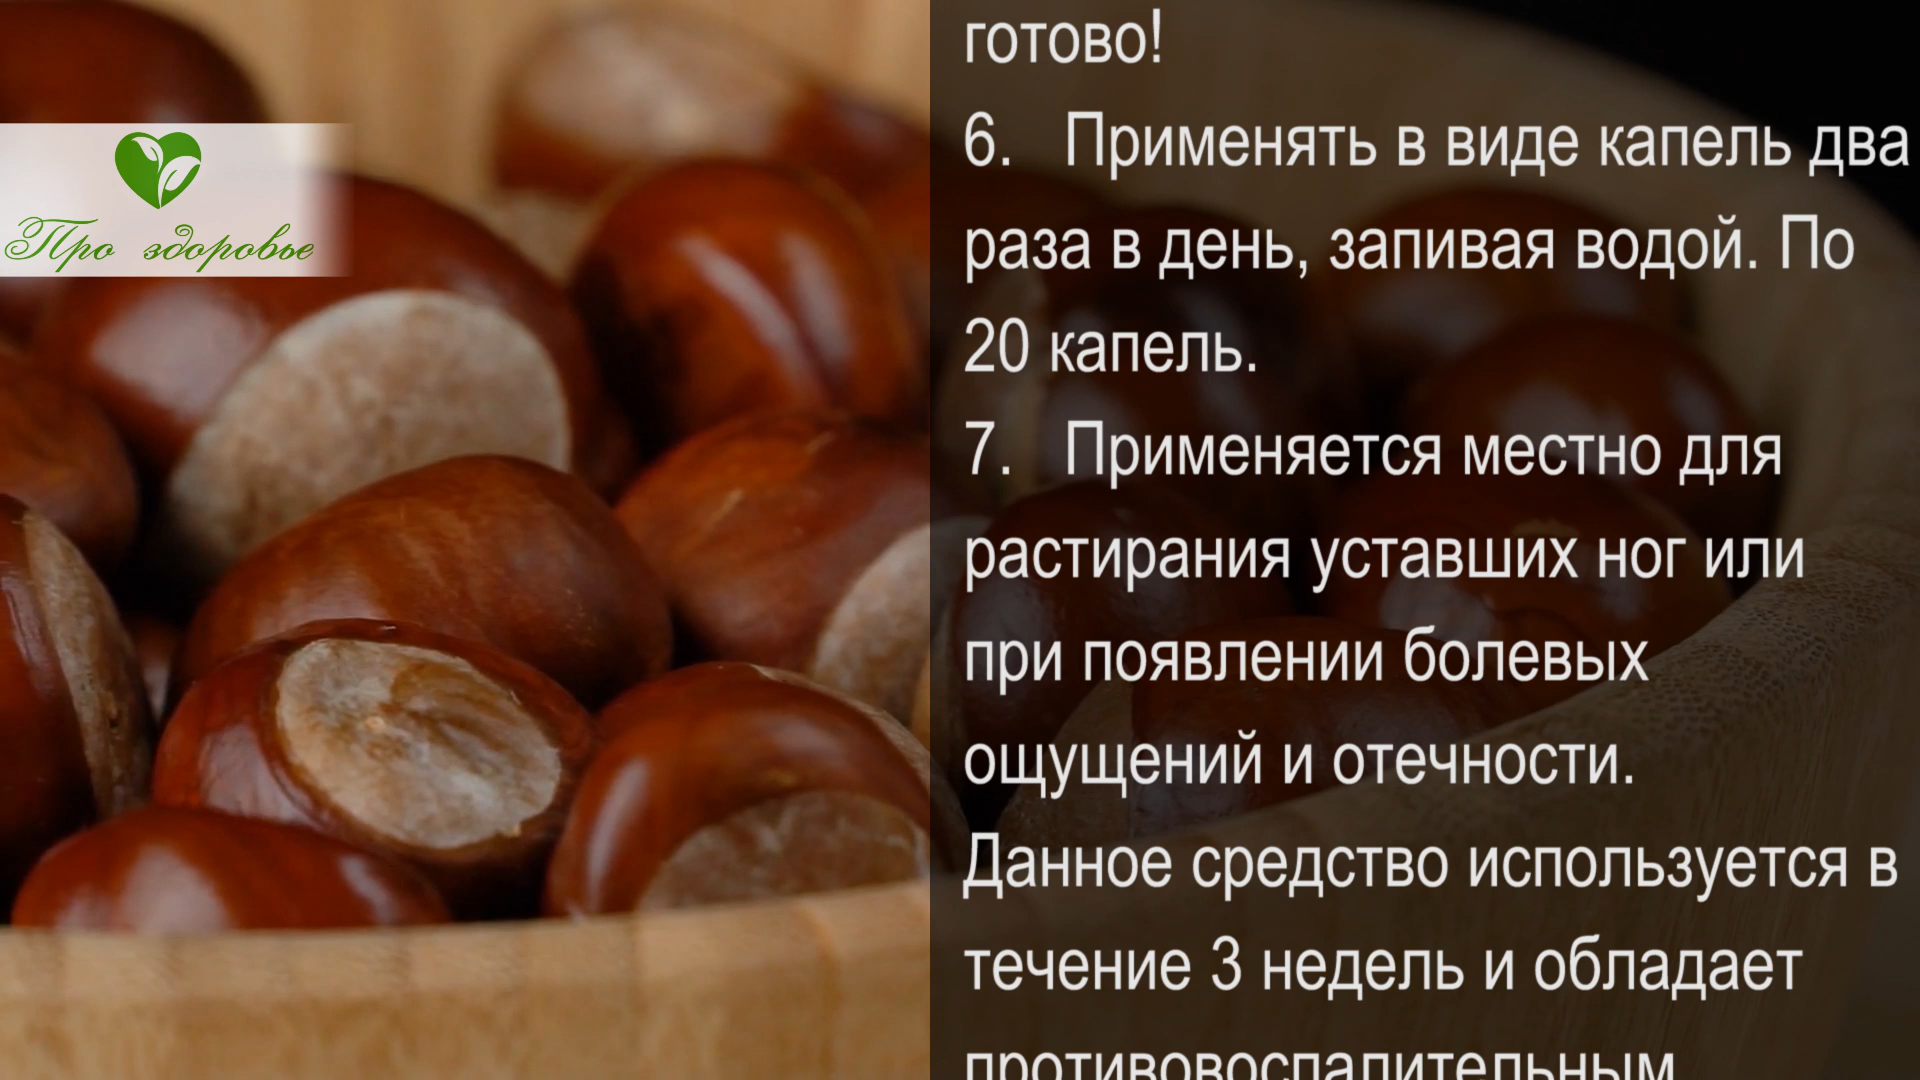 Про здоровье
готово!
6. Применять в виде капель два
раза в день, запивая водой. По
20 капель.
7. Применяется местно для
растирания уставших ног или
при появлении болевых
ощущений и отечности.
Данное средство используется в
течение 3 недель и обладает
противовоспалительным